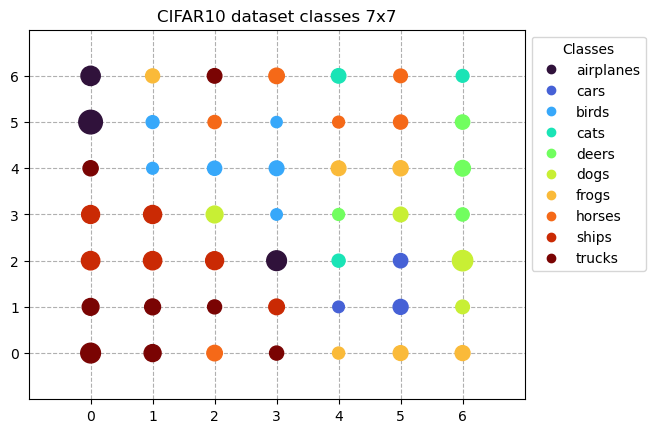 CIFAR10 dataset classes 7x7
6
5
4
3
2
1
0
0 1 2 3 4 5 6
Classes
airplanes
cars
birds
cats
deers
dogs
frogs
horses
ships
trucks